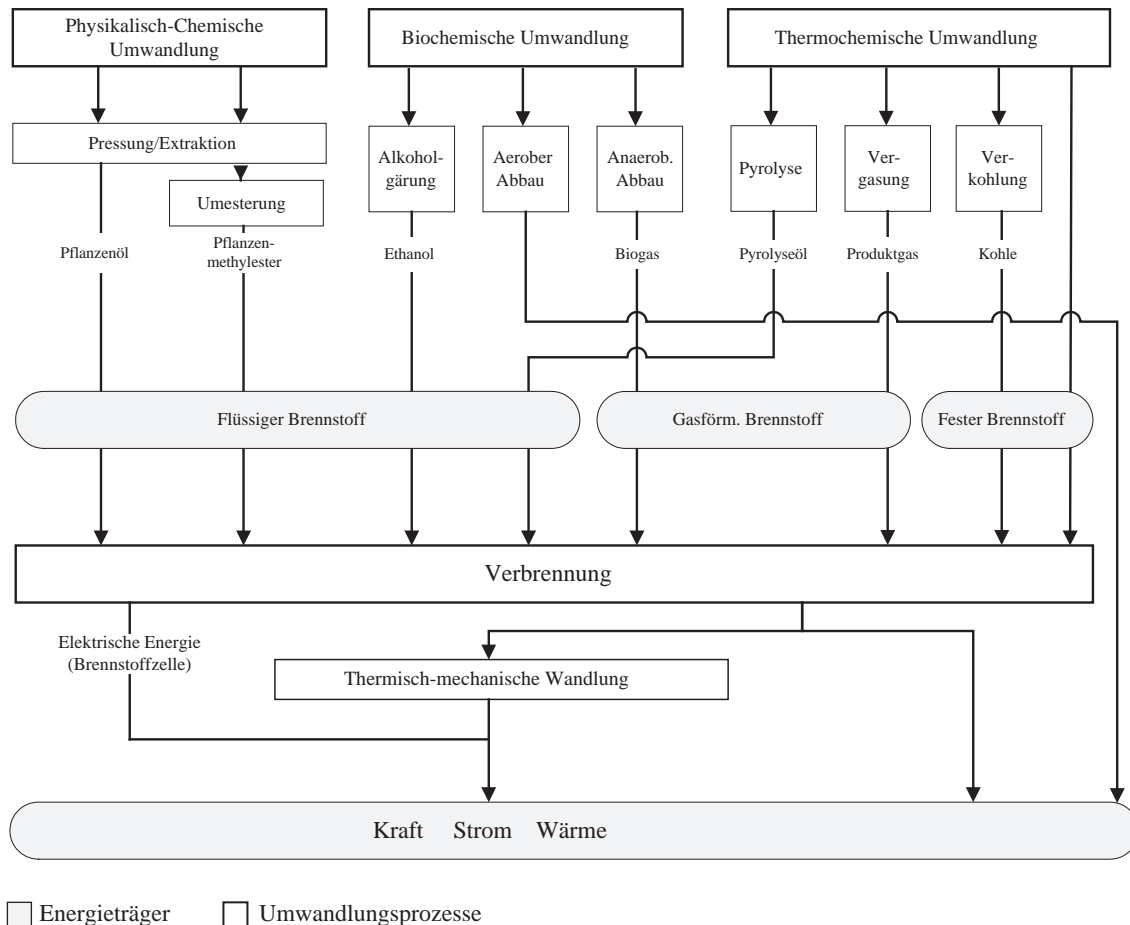 Physikalisch-Chemische
Umwandlung
Biochemische Umwandlung
Thermochemische Umwandlung
Pressung/Extraktion
Umesterung
Alkohol-
gärung
Aerober
Abbau
Anaerob.
Abbau
Pyrolyse
Ver-
gasung
Ver-
kohlung
Pflanzenöl
Pflanzen-
methylester
Ethanol
Biogas
Pyrolyseöl
Produktgas
Kohle
Flüssiger Brennstoff
Gasförm. Brennstoff
Fester Brennstoff
Verbrennung
Elektrische Energie
(Brennstoffzelle)
Thermisch-mechanische Wandlung
Kraft Strom Wärme
Energieträger
Umwandlungsprozesse